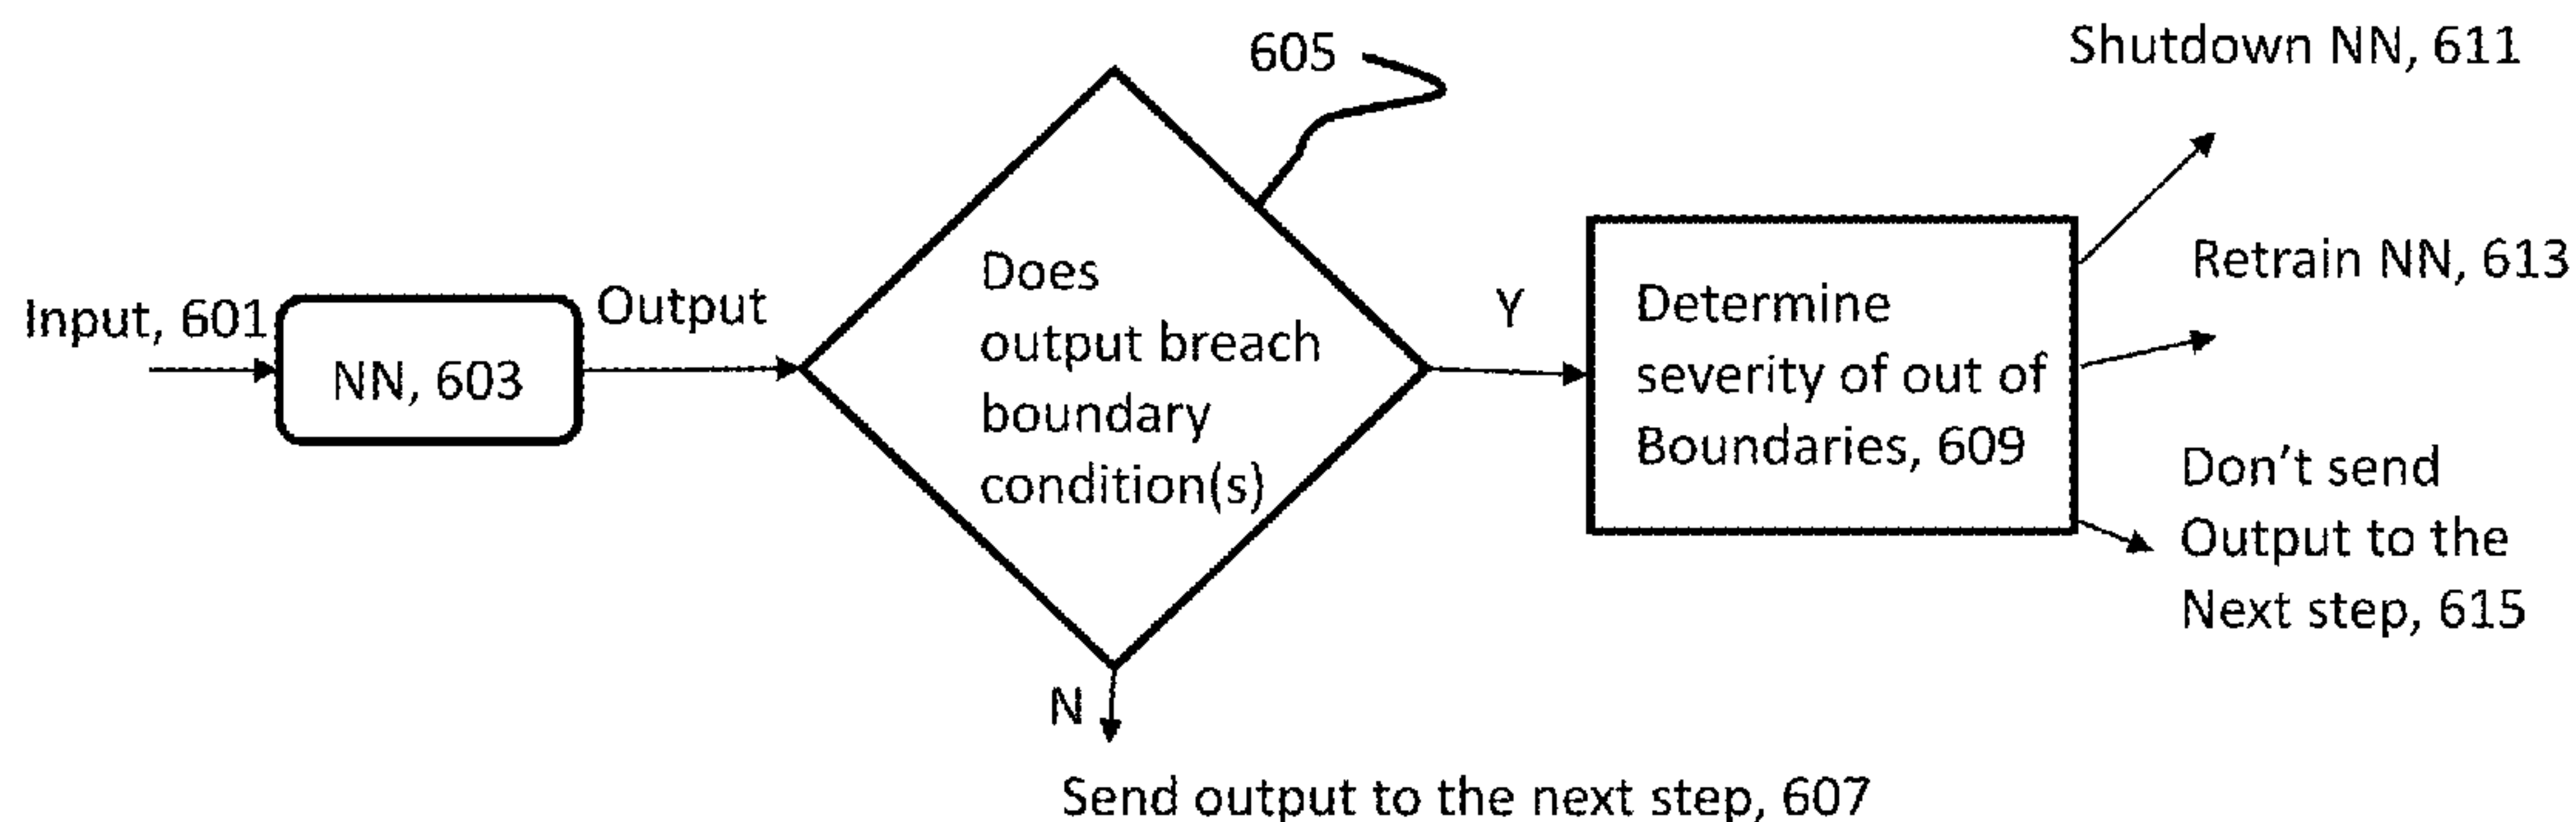 605
Shutdown NN, 611
Input, 601
NN, 603
Output
Does
output breach
boundary
condition(s)
Y
Determine
severity of out of
Boundaries, 609
Retrain NN, 613
Don't send
Output to the
Next step, 615
N
Send output to the next step, 607